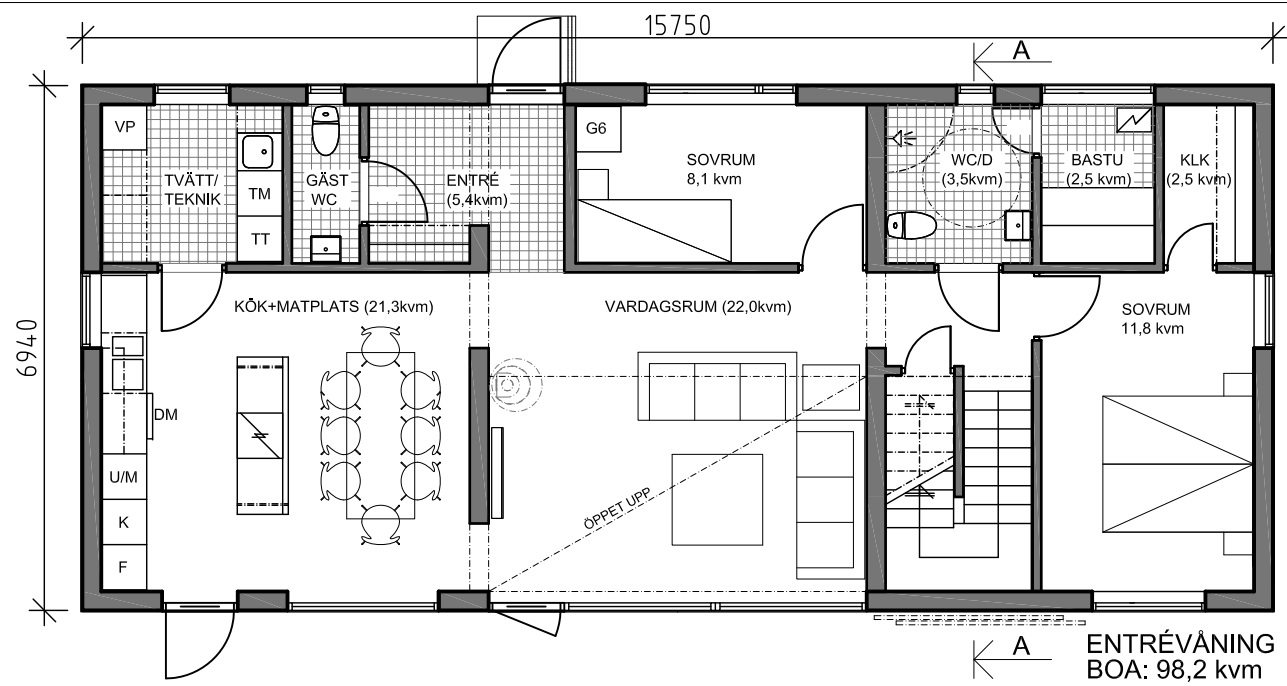 15750
A
VP
TVÄTT/
TEKNIK
TM
TT
GÄST
WC
ENTRÉ
(5,4kvm)
G6
SOVRUM
8,1 kvm
WC/D
(3,5kvm)
BASTU
(2,5 kvm)
KLK
(2,5 kvm)
6940
KÖK+MATPLATS (21,3kvm)
VARDAGSRUM (22,0kvm)
SOVRUM
11,8 kvm
DM
U/M
K
F
ÖPPET UPP
A
ENTRÉVÅNING
BOA: 98,2 kvm